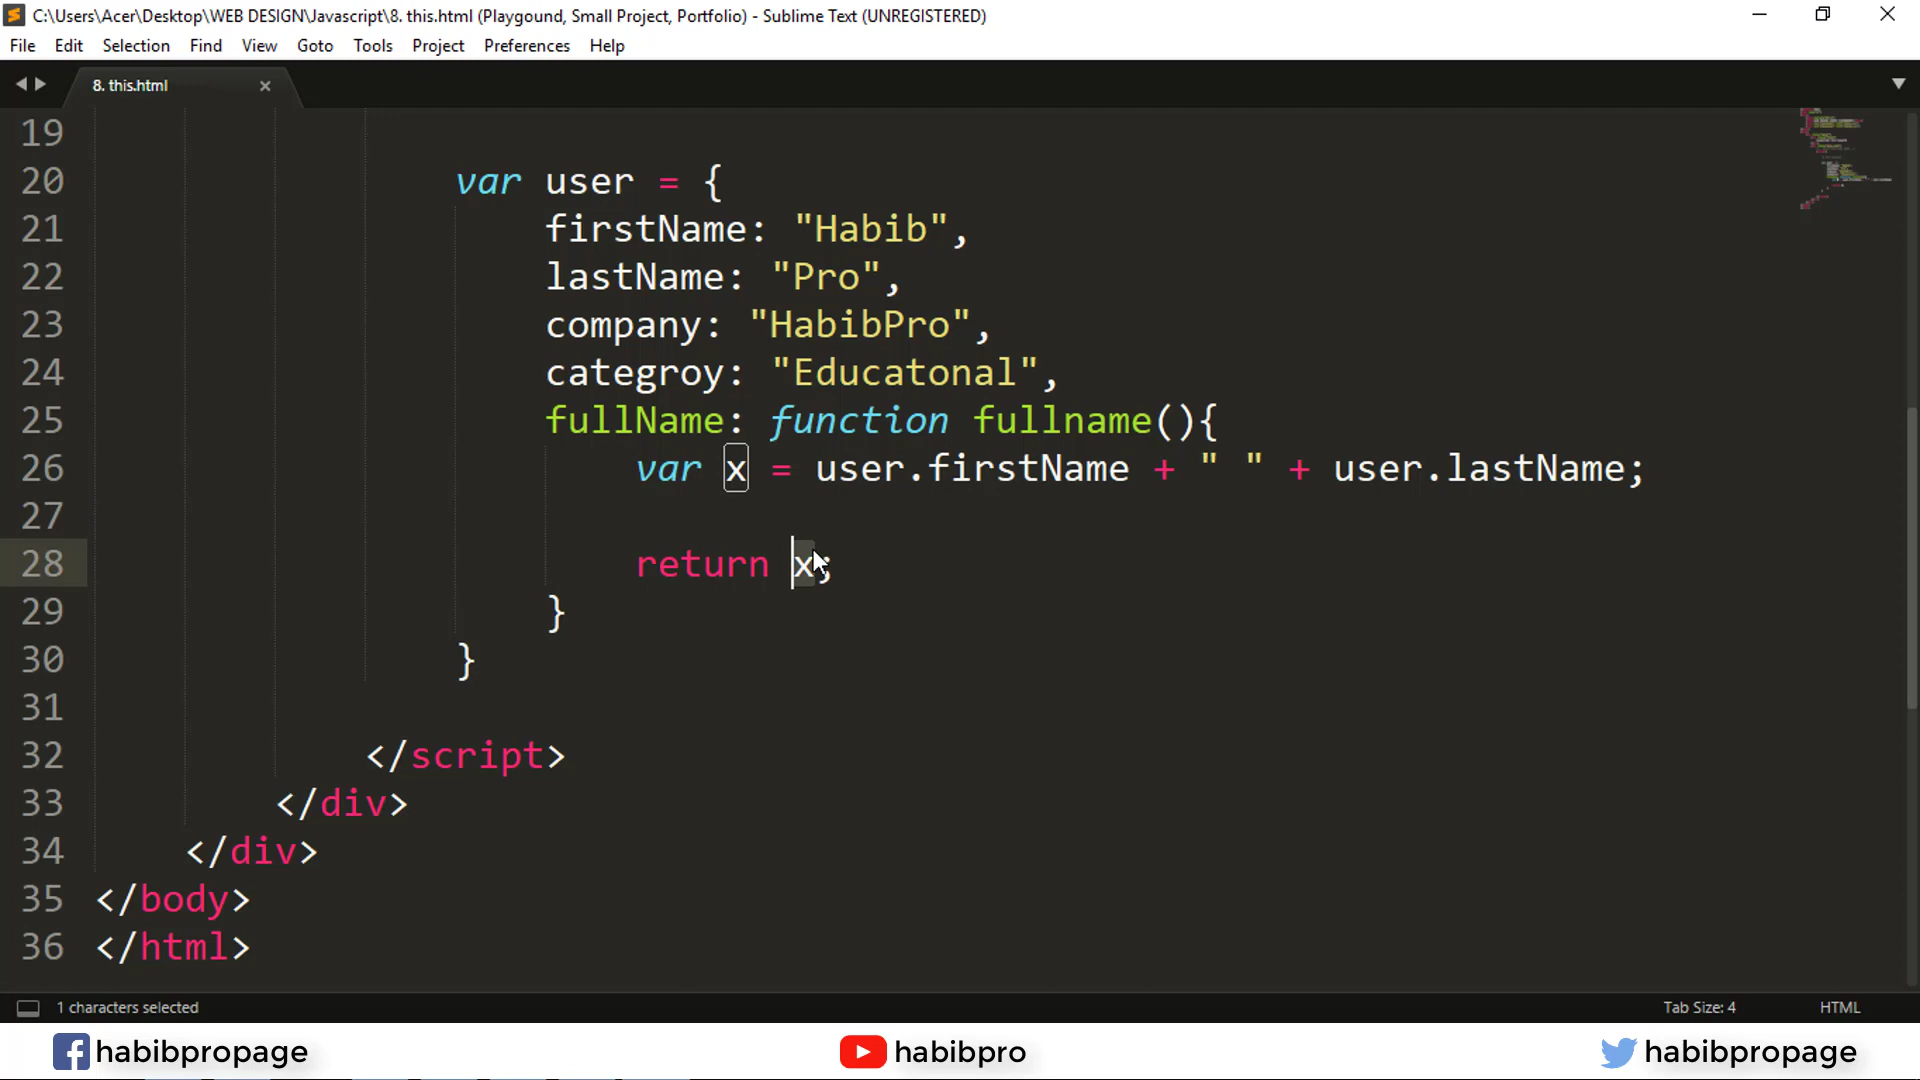 C:\Users\Acer\Desktop\WEB DESIGN\Javascript\8. this.html (Playgound, Small Project, Portfolio) - Sublime Text (UNREGISTERED)
File Edit Selection Find View Goto Tools Project Preferences Help
8. this.html
19
20 var user = {
21 firstName: "Habib",
22 lastName: "Pro",
23 company: "HabibPro",
24 categroy: "Educatonal",
25 fullName: function fullname(){
26 var x = user.firstName + " " + user.lastName;
27
28 return x;
29 }
30 }
31
32 </script>
33 </div>
34 </div>
35 </body>
36 </html>
1 characters selected Tab Size: 4 HTML
habibpropage habibpro habibpropage